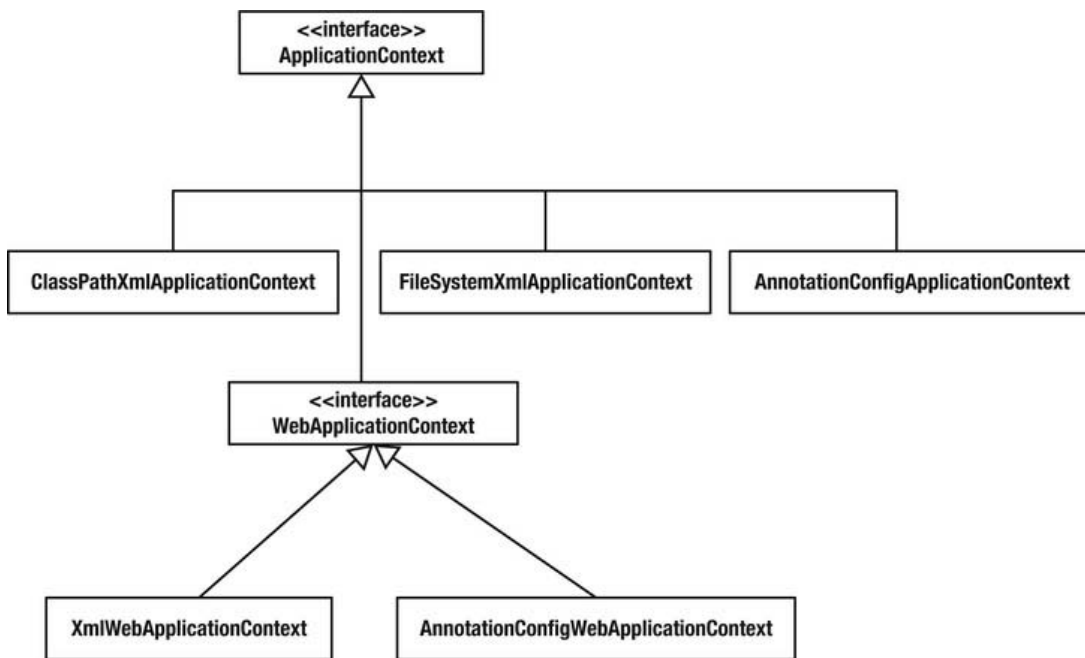 <<interface>>
ApplicationContext
ClassPathXmlApplicationContext
FileSystemXmlApplicationContext
AnnotationConfigApplicationContext
<<interface>>
WebApplicationContext
XmlWebApplicationContext
AnnotationConfigWebApplicationContext